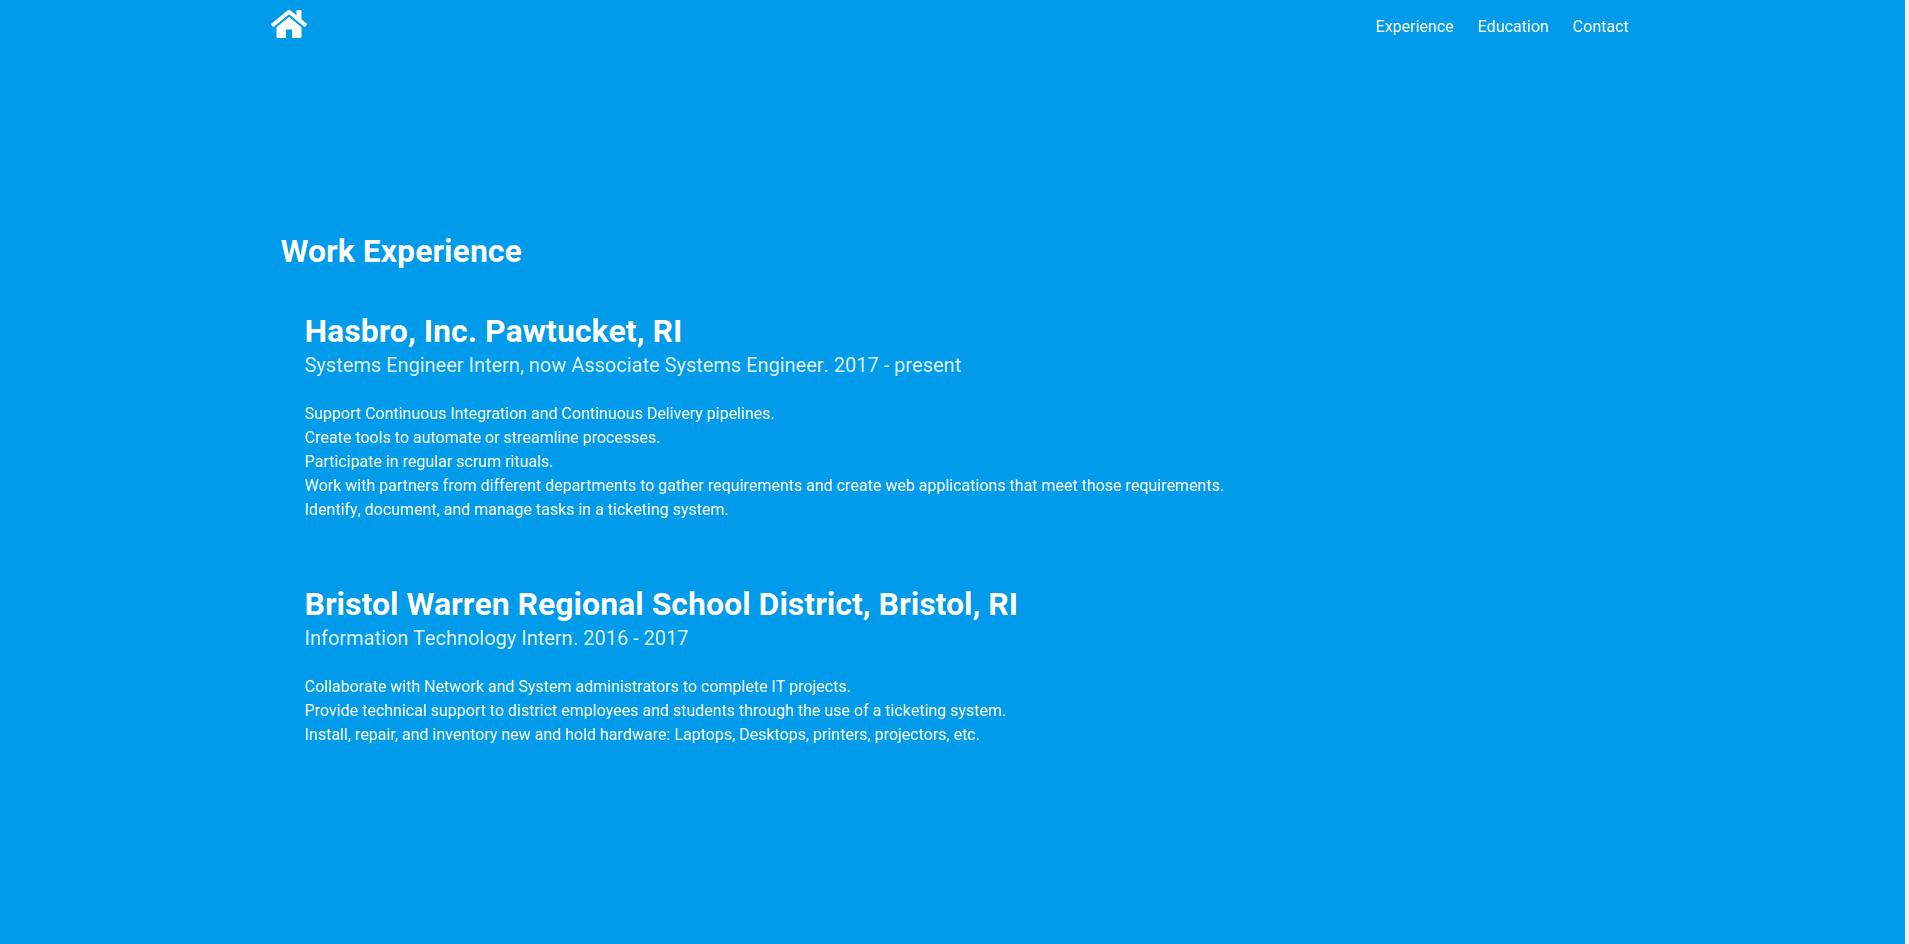 Experience Education Contact
Work Experience
Hasbro, Inc. Pawtucket, RI
Systems Engineer Intern, now Associate Systems Engineer. 2017 - present
Support Continuous Integration and Continuous Delivery pipelines.
Create tools to automate or streamline processes.
Participate in regular scrum rituals.
Work with partners from different departments to gather requirements and create web applications that meet those requirements.
Identify, document, and manage tasks in a ticketing system.
Bristol Warren Regional School District, Bristol, RI
Information Technology Intern. 2016 - 2017
Collaborate with Network and System administrators to complete IT projects.
Provide technical support to district employees and students through the use of a ticketing system.
Install, repair, and inventory new and hold hardware: Laptops, Desktops, printers, projectors, etc.